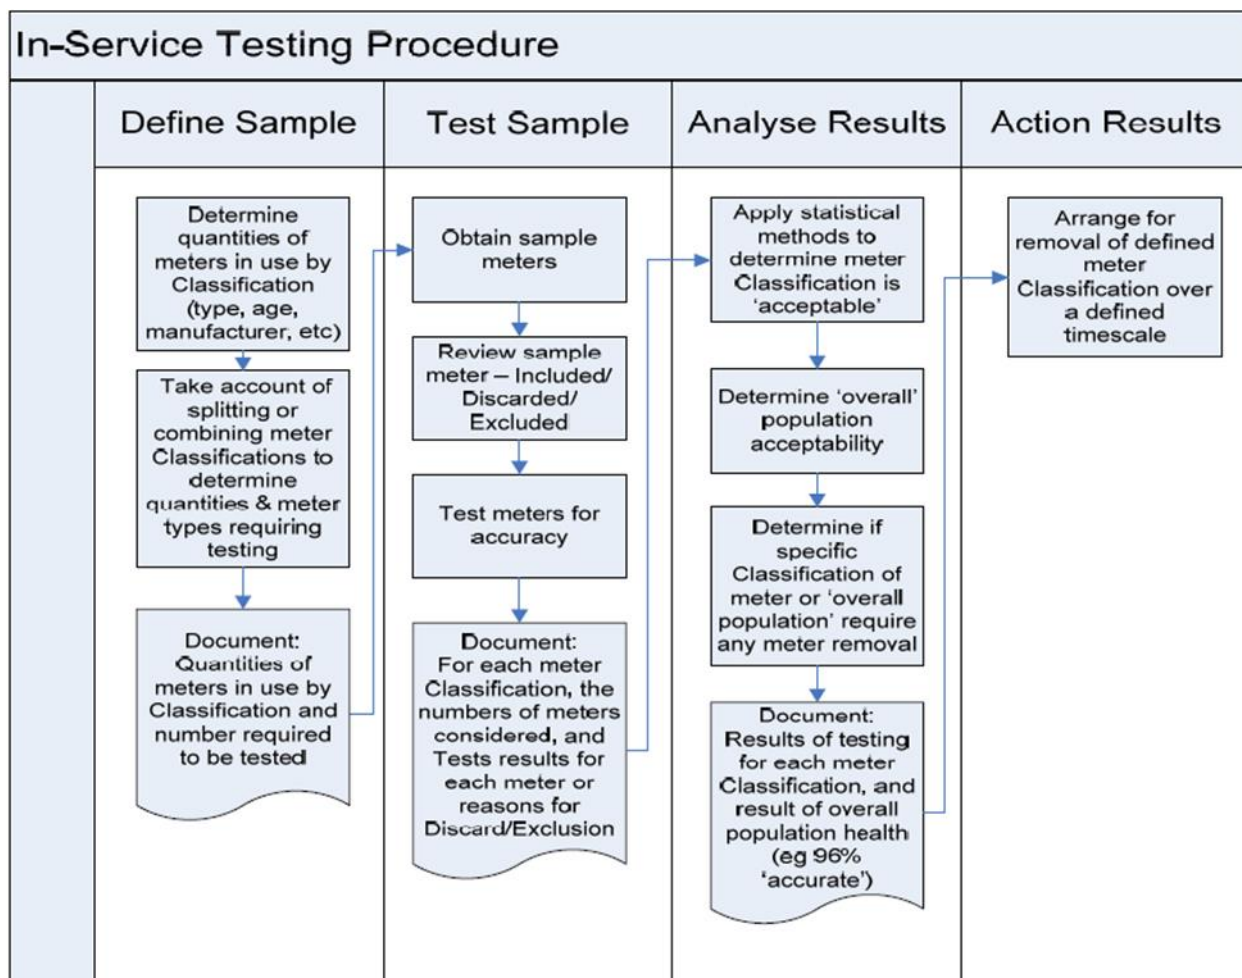 In-Service Testing Procedure
Define Sample
Test Sample
Analyse Results
Action Results
Determine
quantities of
meters in use by
Classification
(type, age,
manufacturer, etc)
Take account of
splitting or
combining meter
Classifications to
determine
quantities & meter
types requiring
testing
Document:
Quantities of
meters in use by
Classification and
number required
to be tested
Obtain sample
meters
Review sample
meter – Included/
Discarded/
Excluded
Test meters for
accuracy
Document:
For each meter
Classification, the
numbers of meters
considered, and
Tests results for
each meter or
reasons for
Discard/Exclusion
Apply statistical
methods to
determine meter
Classification is
‘acceptable’
Determine ‘overall’
population
acceptability
Determine if
specific
Classification of
meter or ‘overall
population’ require
any meter removal
Document:
Results of testing
for each meter
Classification, and
result of overall
population health
(eg 96%
‘accurate’)
Arrange for
removal of defined
meter
Classification over
a defined
timescale